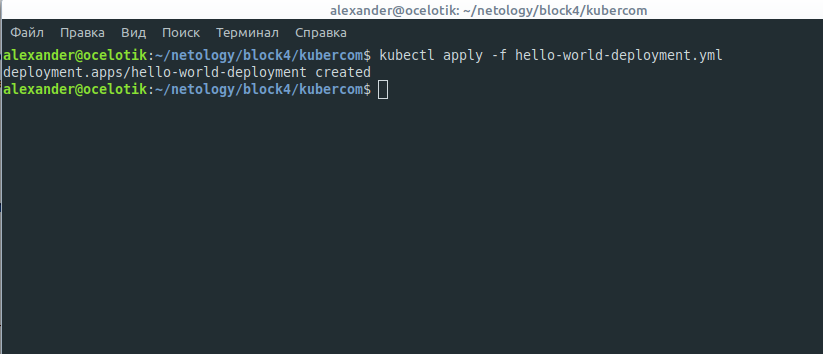 alexander@ocelotik: ~/netology/block4/kubercom
Файл Правка Вид Поиск Терминал Справка
alexander@ocelotik:~/netology/block4/kubercom$ kubectl apply -f hello-world-deployment.yml
deployment.apps/hello-world-deployment created
alexander@ocelotik:~/netology/block4/kubercom$